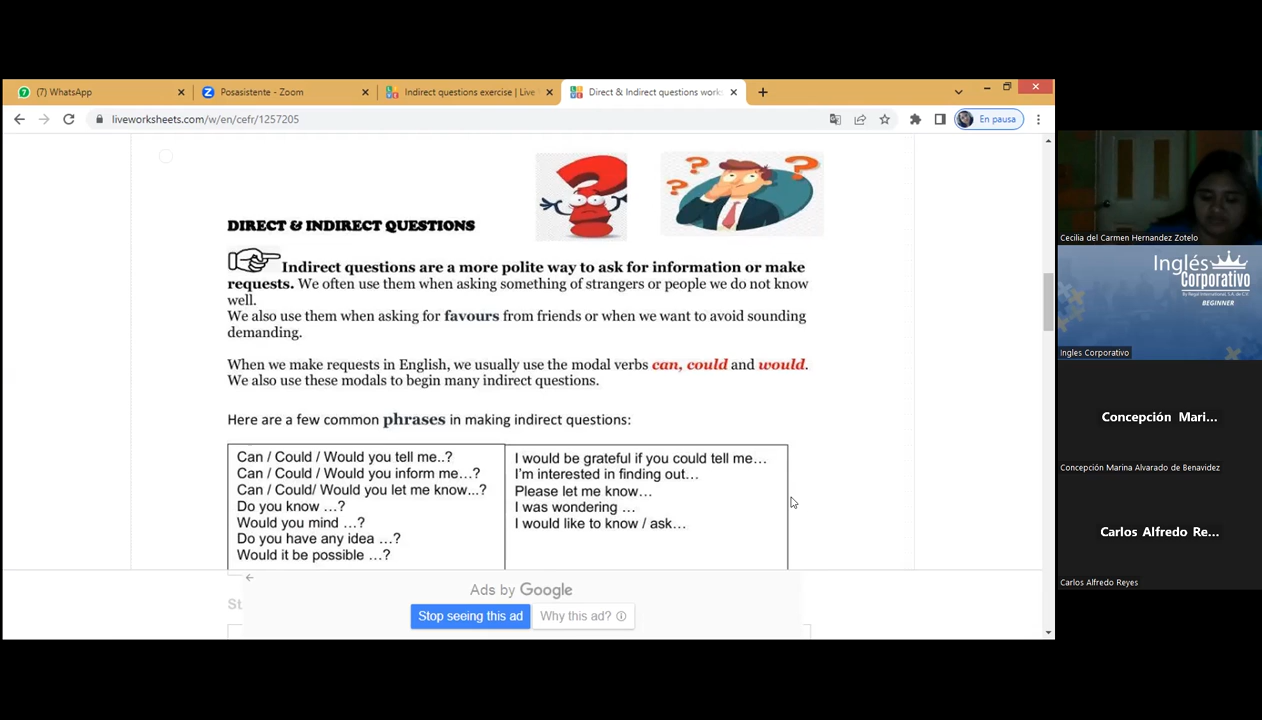 (7) WhatsApp
Posasistente - Zoom
Indirect questions exercise | Live
Direct & Indirect questions work
liveworksheets.com/w/en/cefr/1257205
En pausa
DIRECT & INDIRECT QUESTIONS
Indirect questions are a more polite way to ask for information or make
requests. We often use them when asking something of strangers or people we do not know
well.
We also use them when asking for favours from friends or when we want to avoid sounding
demanding.
When we make requests in English, we usually use the modal verbs can, could and would.
We also use these modals to begin many indirect questions.
Here are a few common phrases in making indirect questions:
Can / Could / Would you tell me..?
Can / Could / Would you inform me...?
Can / Could/ Would you let me know...?
Do you know ...?
Would you mind ...?
Do you have any idea ...?
Would it be possible ...?
I would be grateful if you could tell me...
I'm interested in finding out...
Please let me know...
I was wondering ...
I would like to know / ask...
St
Ads by Google
Stop seeing this ad
Why this ad?
Cecilia del Carmen Hernandez Zotelo
Inglés
Corporativo
By Regal International, S.A. de C.V.
BEGINNER
Ingles Corporativo
Concepción Mari...
Concepción Marina Alvarado de Benavidez
Carlos Alfredo Re...
Carlos Alfredo Reyes